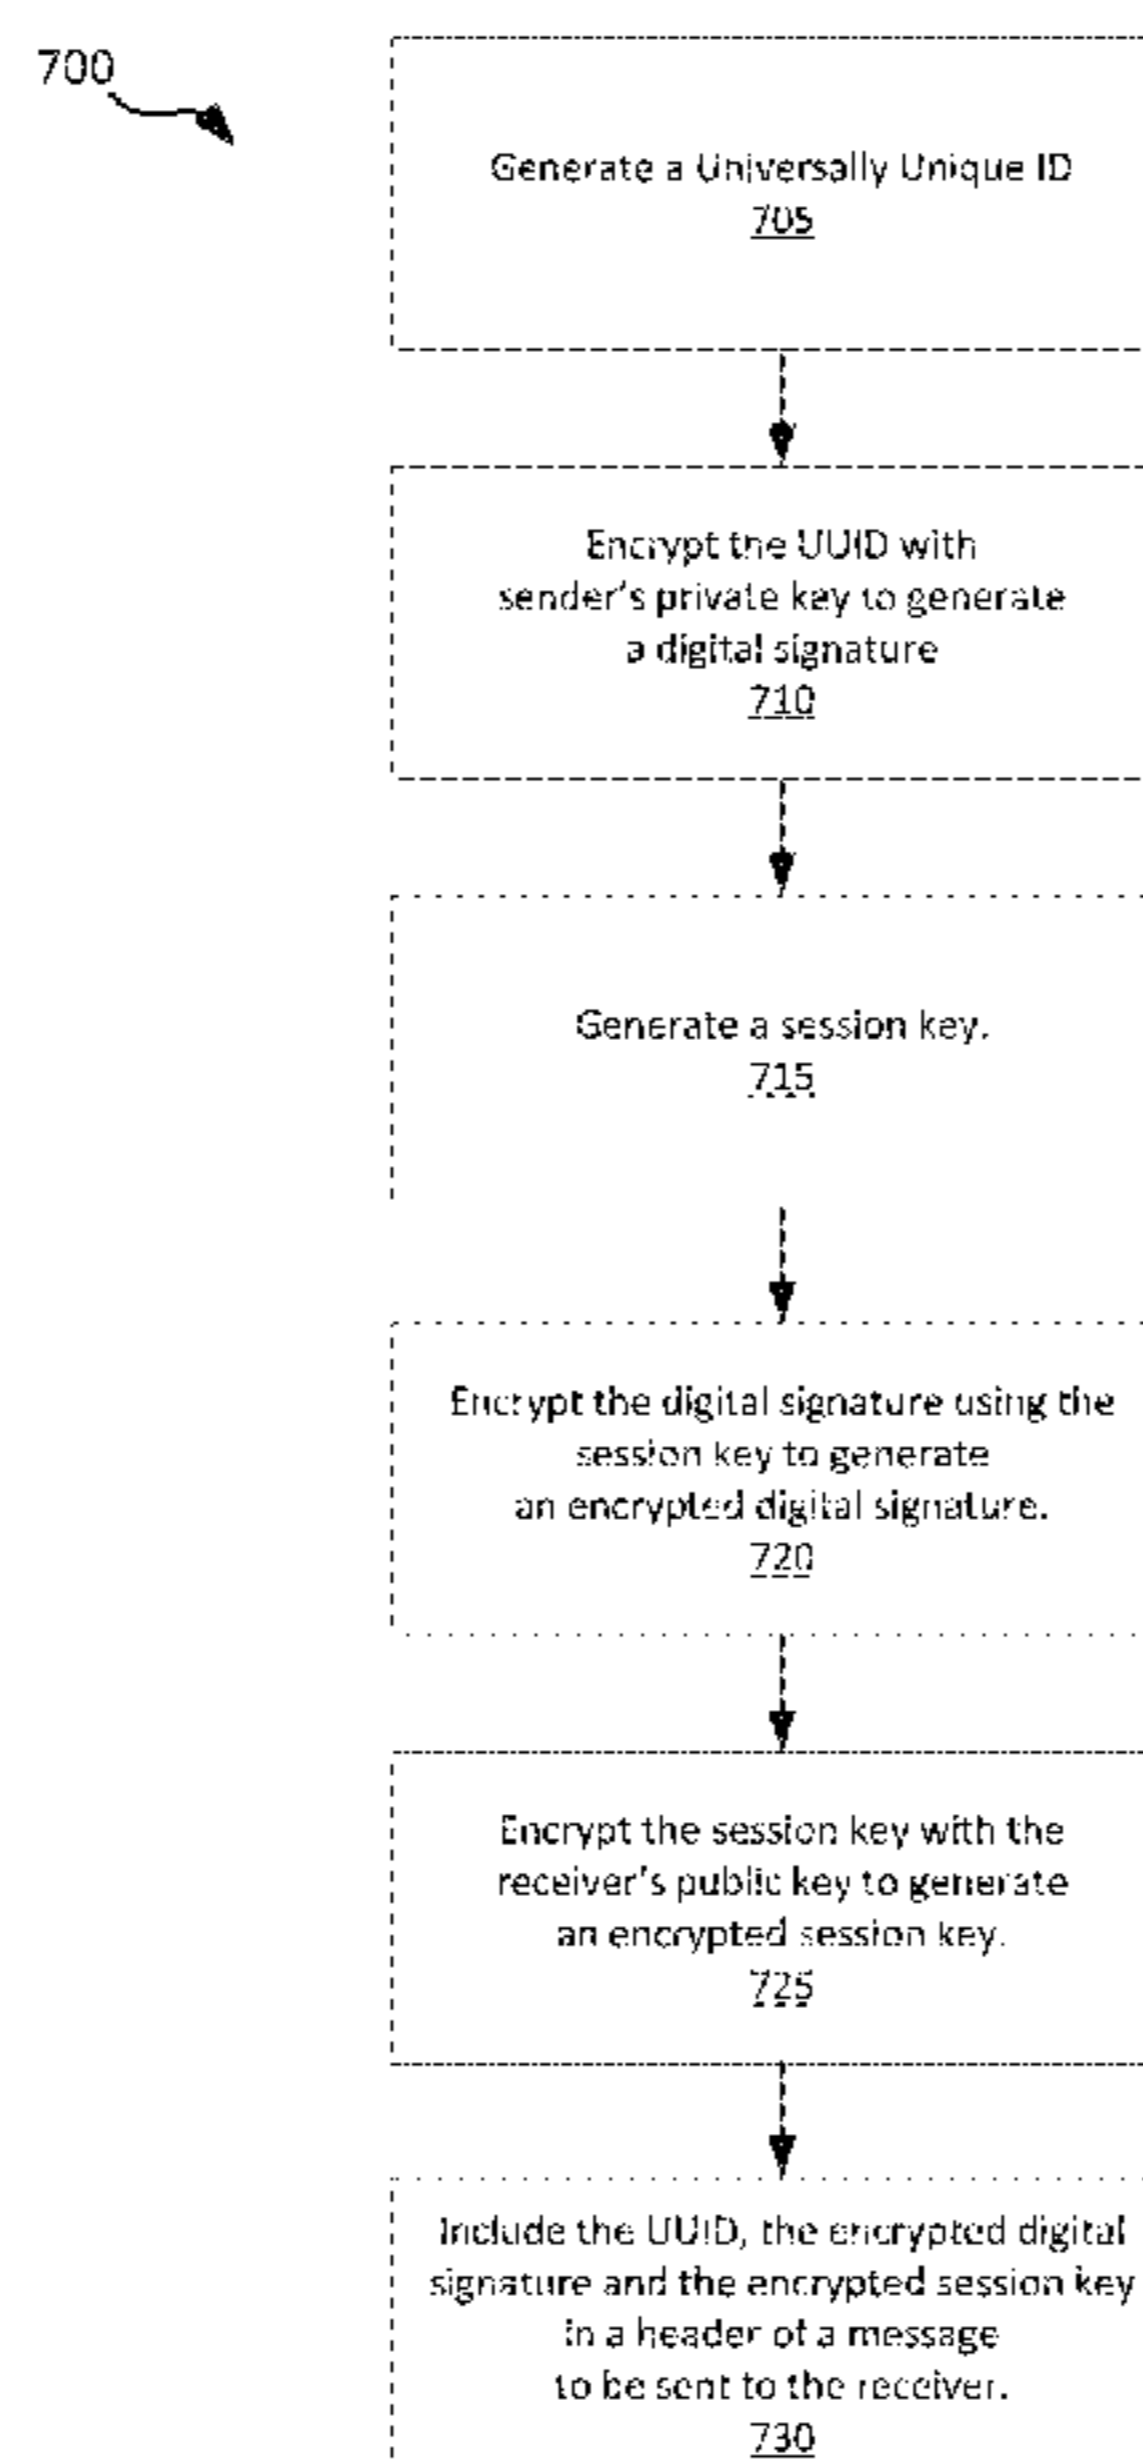 700
Generate a Universally Unique ID
705
Encrypt the UUID with
sender's private key to generate
a digital signature
710
Generate a session key.
715
Encrypt the digital signature using the
session key to generate
an encrypted digital signature.
720
Encrypt the session key with the
receiver's public key to generate
an encrypted session key.
725
Include the UUID, the encrypted digital
signature and the encrypted session key
in a header of a message
to be sent to the receiver.
730